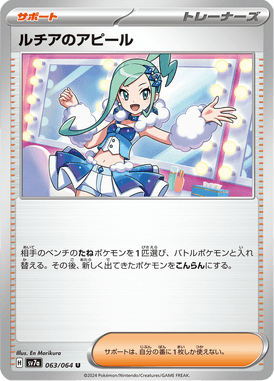 サポート トレーナーズ
ルチアのアピール
相手のベンチのたねポケモンを1匹選び、バトルポケモンと入れ
替える。その後、新しく出てきたポケモンをこんらんにする。
Illus. En Morikura
H sv7a 063/064 U
サポートは、自分の番に1枚しか使えない。
©2024 Pokémon/Nintendo/Creatures/GAME FREAK.